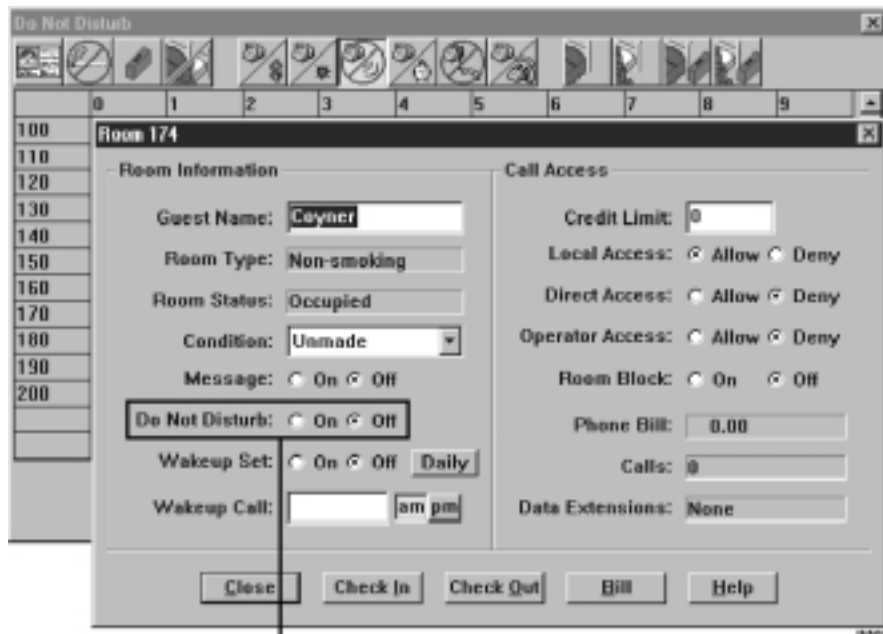 Do Not Disturb
0 1 2 3 4 5 6 7 8 9
100
110
120
130
140
150
160
170
180
190
200
Room 174
Room Information
Guest Name: Coyner
Room Type: Non-smoking
Room Status: Occupied
Condition: Unmade
Message: On Off
Do Not Disturb: On Off
Wakeup Set: On Off Daily
Wakeup Call: am pm
Call Access
Credit Limit: 0
Local Access: Allow Deny
Direct Access: Allow Deny
Operator Access: Allow Deny
Room Block: On Off
Phone Bill: 0.00
Calls: 0
Data Extensions: None
Close Check In Check Out Bill Help